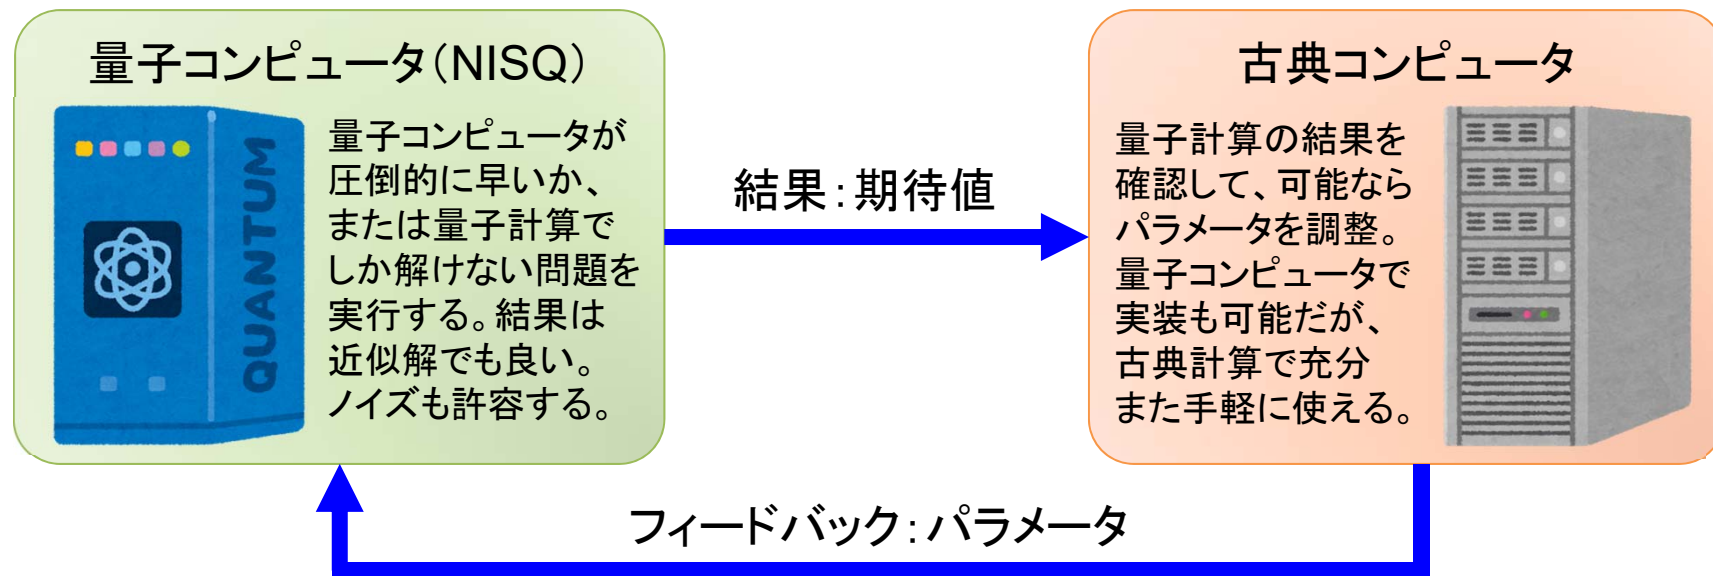 量子コンピュータ(NISQ)
QUANTUM
量子コンピュータが
圧倒的に早いか、
または量子計算で
しか解けない問題を
実行する。結果は
近似解でも良い。
ノイズも許容する。
結果:期待値
古典コンピュータ
量子計算の結果を
確認して、可能なら
パラメータを調整。
量子コンピュータで
実装も可能だが、
古典計算で充分
また手軽に使える。
フィードバック:パラメータ